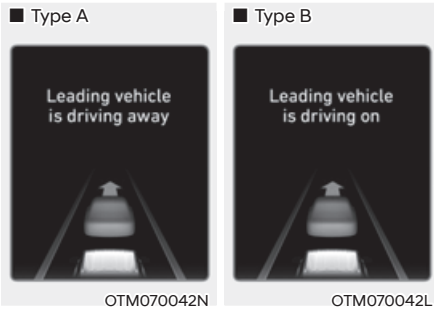 ■ Type A
Leading vehicle
is driving away
OTM070042N
■ Type B
Leading vehicle
is driving on
OTM070042L